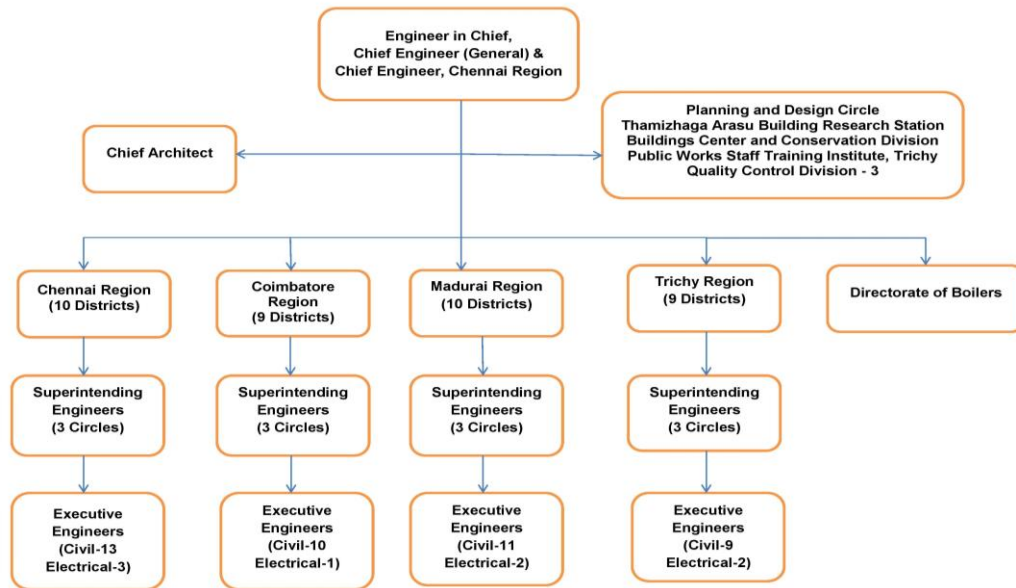 Engineer in Chief,
Chief Engineer (General) &
Chief Engineer, Chennai Region
Chief Architect
Planning and Design Circle
Thamizhaga Arasu Building Research Station
Buildings Center and Conservation Division
Public Works Staff Training Institute, Trichy
Quality Control Division - 3
Chennai Region
(10 Districts)
Coimbatore
Region
(9 Districts)
Madurai Region
(10 Districts)
Trichy Region
(9 Districts)
Directorate of Boilers
Superintending
Engineers
(3 Circles)
Superintending
Engineers
(3 Circles)
Superintending
Engineers
(3 Circles)
Superintending
Engineers
(3 Circles)
Executive
Engineers
(Civil-13
Electrical-3)
Executive
Engineers
(Civil-10
Electrical-1)
Executive
Engineers
(Civil-11
Electrical-2)
Executive
Engineers
(Civil-9
Electrical-2)